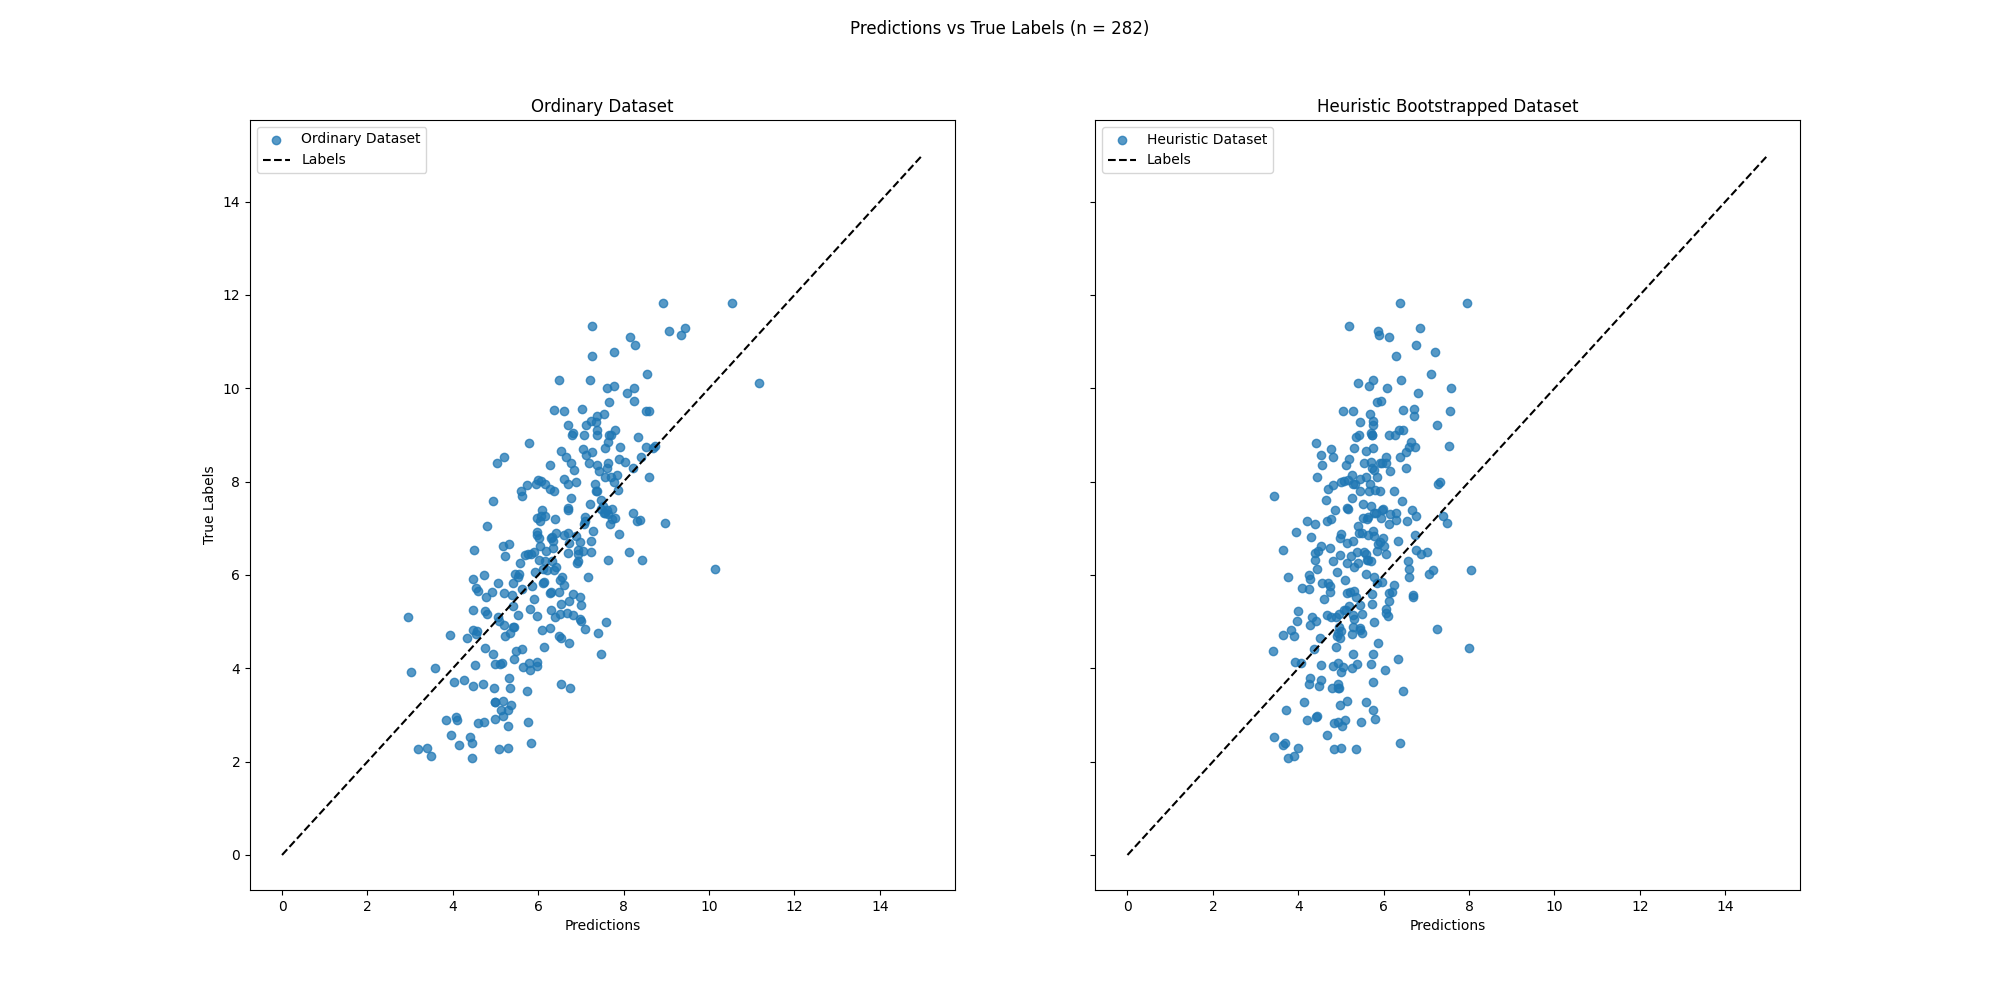 Predictions vs True Labels (n = 282)
Ordinary Dataset
Ordinary Dataset
Labels
True Labels
14
12
10
8
6
4
2
0
0 2 4 6 8 10 12 14
Predictions
Heuristic Bootstrapped Dataset
Heuristic Dataset
Labels
0 2 4 6 8 10 12 14
Predictions